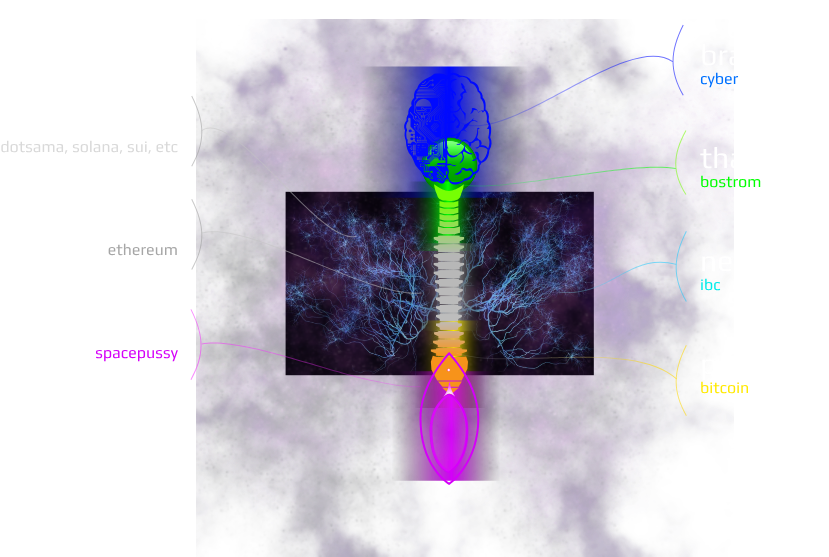 cyber
dotsama, solana, sui, etc
bostrom
ethereum
ibc
spacepussy
bitcoin